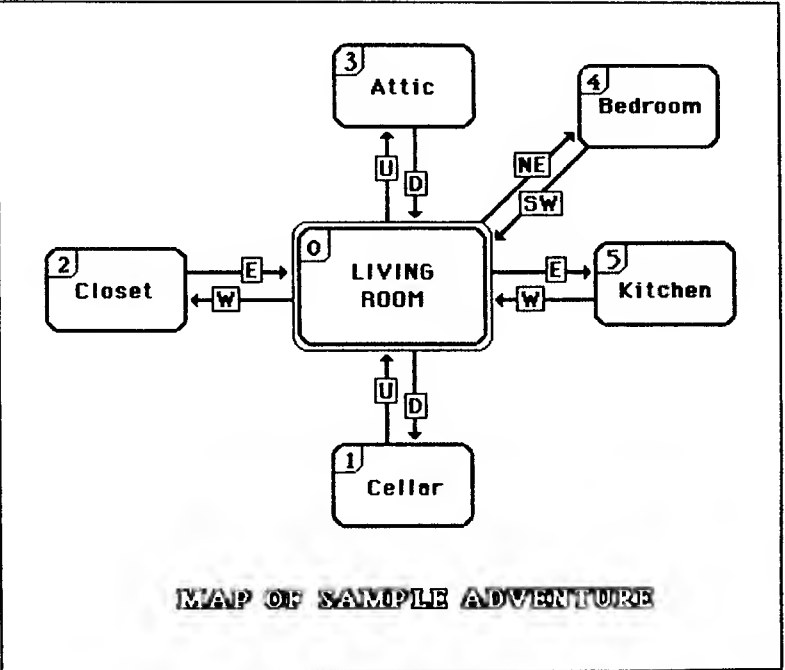 3
Attic
4
Bedroom
U
D
NE
SW
2
Closet
E
W
0
LIVING
ROOM
E
W
5
Kitchen
U
D
1
Cellar
MAP OF SAMPLE ADVENTURE